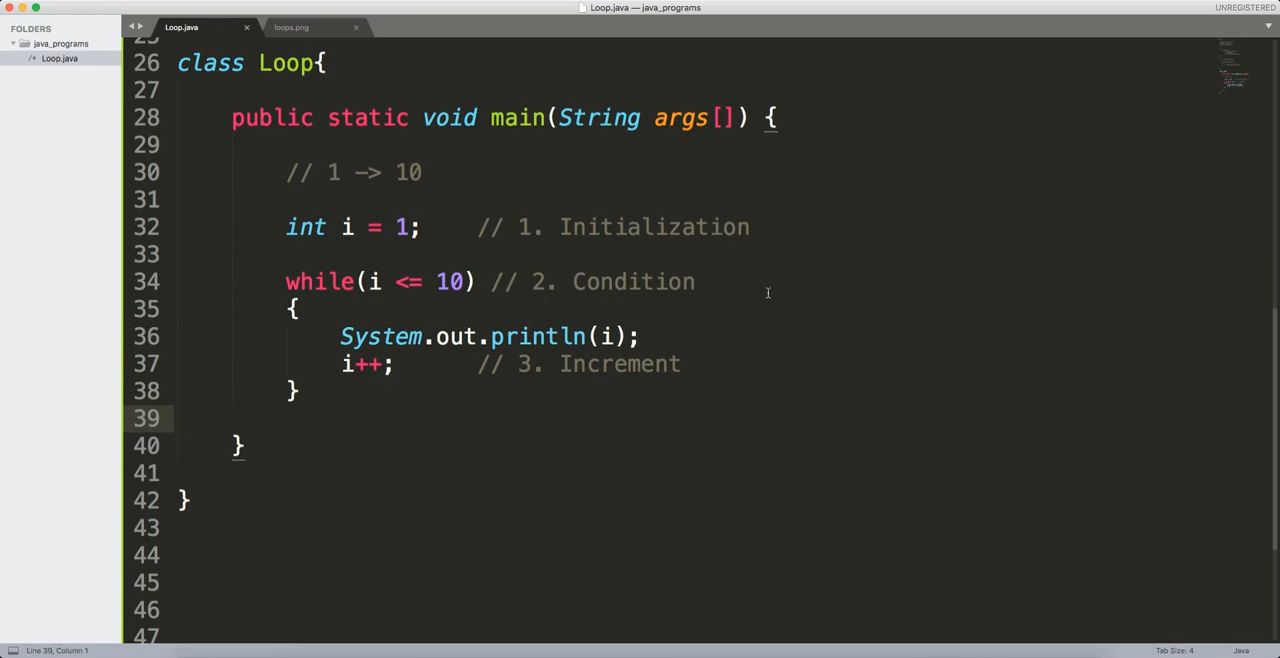 Loop.java — java_programs
UNREGISTERED
FOLDERS
java_programs
/* Loop.java
Loop.java ×
loops.png ×
25
26 class Loop{
27
28 public static void main(String args[]) {
29
30 // 1 -> 10
31
32 int i = 1; // 1. Initialization
33
34 while(i <= 10) // 2. Condition
35 {
36 System.out.println(i);
37 i++; // 3. Increment
38 }
39
40 }
41
42 }
43
44
45
46
47
Line 39, Column 1
Tab Size: 4
Java